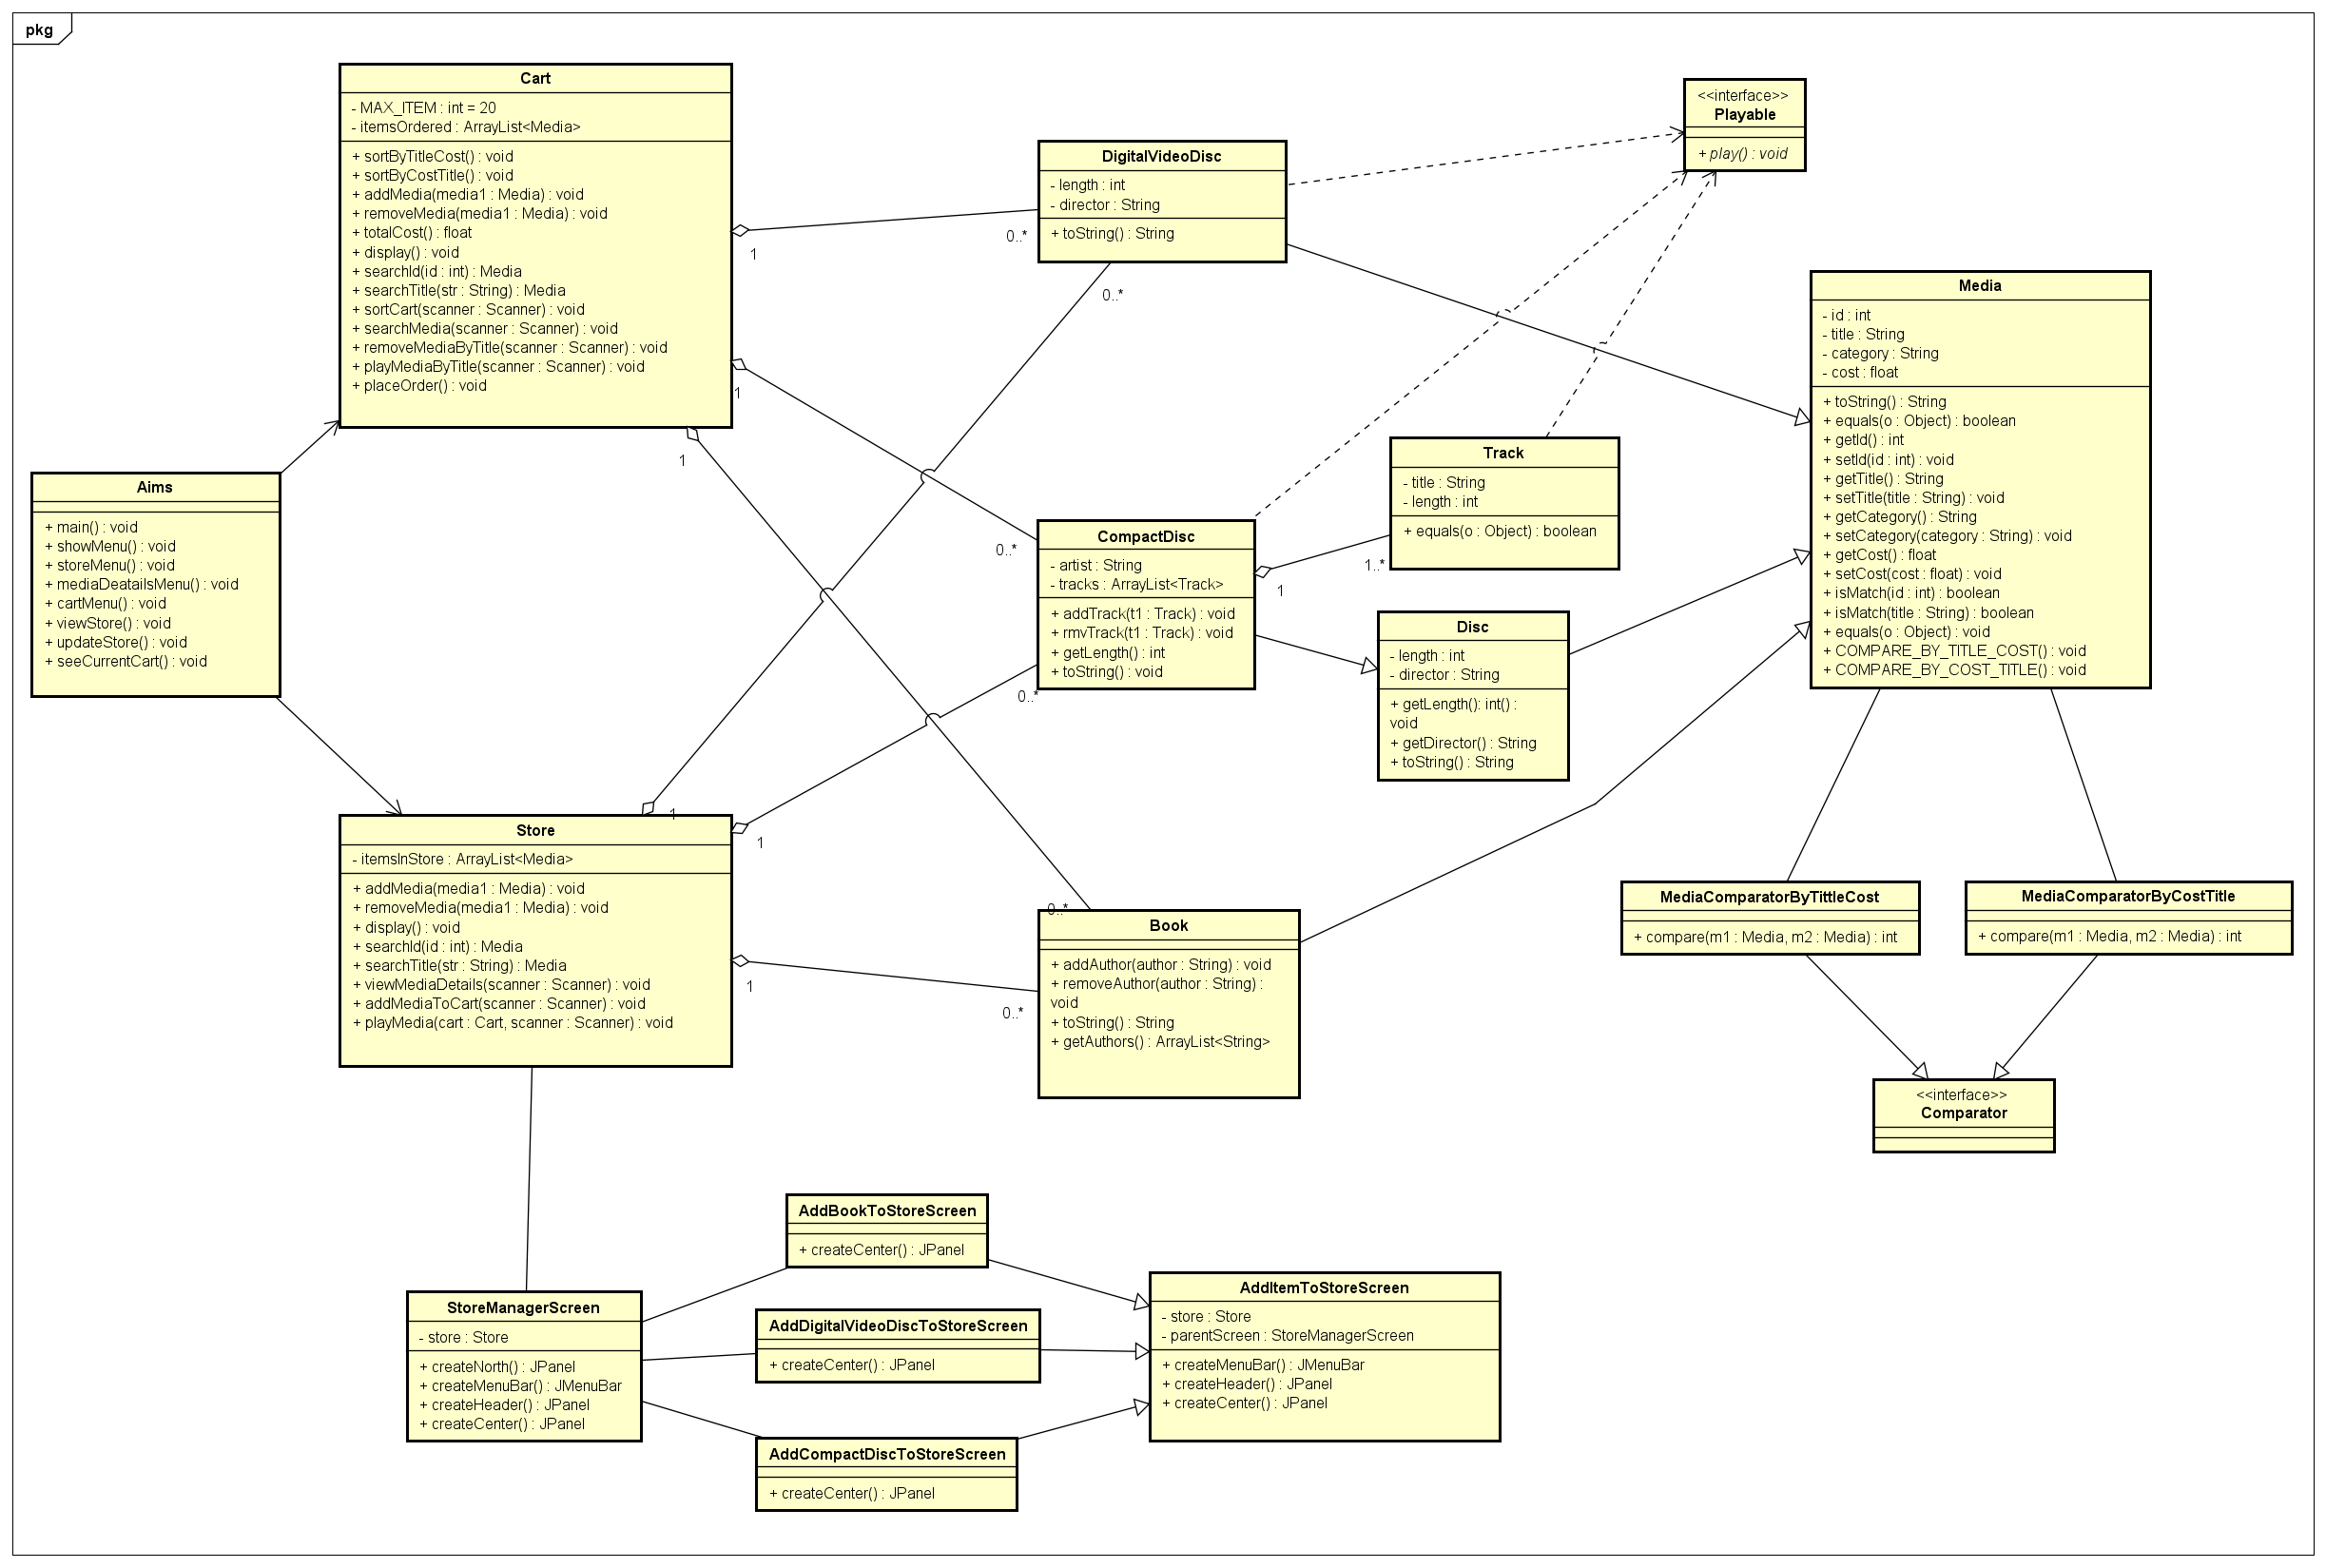 pkg
Cart
- MAX_ITEM : int = 20
- itemsOrdered : ArrayList<Media>
+ sortByTitleCost() : void
+ sortByCostTitle() : void
+ addMedia(media1 : Media) : void
+ removeMedia(media1 : Media) : void
+ totalCost() : float
+ display() : void
+ searchId(id : int) : Media
+ searchTitle(str : String) : Media
+ sortCart(scanner : Scanner) : void
+ searchMedia(scanner : Scanner) : void
+ removeMediaByTitle(scanner : Scanner) : void
+ playMediaByTitle(scanner : Scanner) : void
+ placeOrder() : void
1
0..*
1
0..*
1
0..*
DigitalVideoDisc
- length : int
- director : String
+ toString() : String
0..*
<<interface>>
Playable
+ play() : void
Media
- id : int
- title : String
- category : String
- cost : float
+ toString() : String
+ equals(o : Object) : boolean
+ getId() : int
+ setId(id : int) : void
+ getTitle() : String
+ setTitle(title : String) : void
+ getCategory() : String
+ setCategory(category : String) : void
+ getCost() : float
+ setCost(cost : float) : void
+ isMatch(id : int) : boolean
+ isMatch(title : String) : boolean
+ equals(o : Object) : void
+ COMPARE_BY_TITLE_COST() : void
+ COMPARE_BY_COST_TITLE() : void
Aims
+ main() : void
+ showMenu() : void
+ storeMenu() : void
+ mediaDeatailsMenu() : void
+ cartMenu() : void
+ viewStore() : void
+ updateStore() : void
+ seeCurrentCart() : void
Track
- title : String
- length : int
+ equals(o : Object) : boolean
1..*
1
CompactDisc
- artist : String
- tracks : ArrayList<Track>
+ addTrack(t1 : Track) : void
+ rmvTrack(t1 : Track) : void
+ getLength() : int
+ toString() : void
0..*
Disc
- length : int
- director : String
+ getLength(): int() :
void
+ getDirector() : String
+ toString() : String
1
1
Store
- itemsInStore : ArrayList<Media>
+ addMedia(media1 : Media) : void
+ removeMedia(media1 : Media) : void
+ display() : void
+ searchId(id : int) : Media
+ searchTitle(str : String) : Media
+ viewMediaDetails(scanner : Scanner) : void
+ addMediaToCart(scanner : Scanner) : void
+ playMedia(cart : Cart, scanner : Scanner) : void
1
0..*
Book
+ addAuthor(author : String) : void
+ removeAuthor(author : String) :
void
+ toString() : String
+ getAuthors() : ArrayList<String>
MediaComparatorByTittleCost
+ compare(m1 : Media, m2 : Media) : int
MediaComparatorByCostTitle
+ compare(m1 : Media, m2 : Media) : int
<<interface>>
Comparator
AddBookToStoreScreen
+ createCenter() : JPanel
StoreManagerScreen
- store : Store
+ createNorth() : JPanel
+ createMenuBar() : JMenuBar
+ createHeader() : JPanel
+ createCenter() : JPanel
AddDigitalVideoDiscToStoreScreen
+ createCenter() : JPanel
AddCompactDiscToStoreScreen
+ createCenter() : JPanel
AddItemToStoreScreen
- store : Store
- parentScreen : StoreManagerScreen
+ createMenuBar() : JMenuBar
+ createHeader() : JPanel
+ createCenter() : JPanel